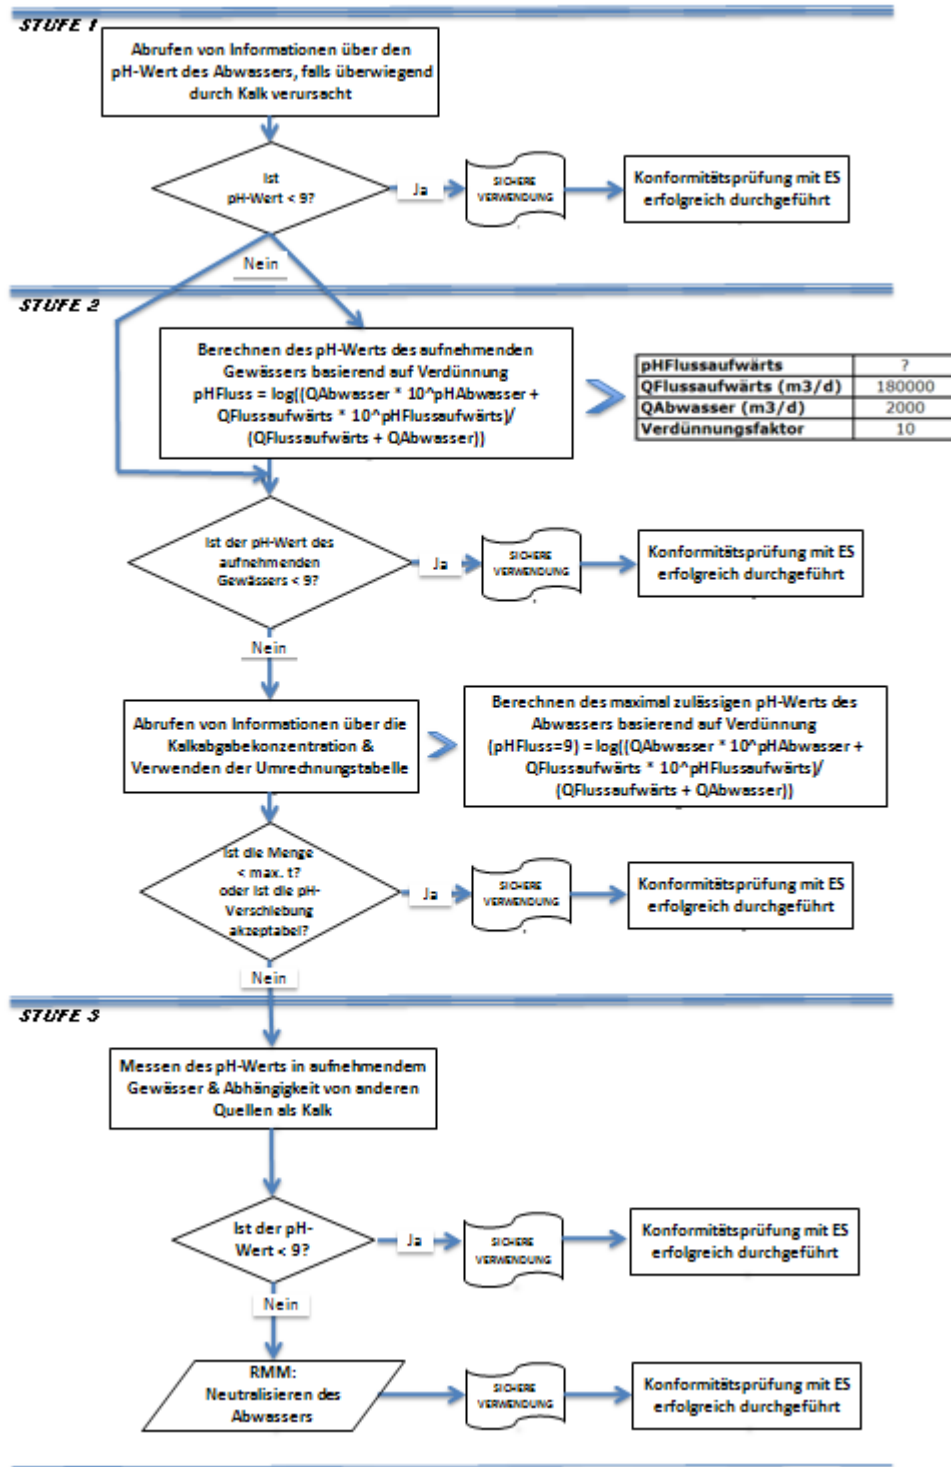 STUFE 1
Abrufen von Informationen über den
pH-Wert des Abwassers, falls überwiegend
durch Kalk verursacht
Ist
pH-Wert < 9?
Ja
SICHERE
VERWENDUNG
Konformitätsprüfung mit ES
erfolgreich durchgeführt
Nein
STUFE 2
Berechnen des pH-Werts des aufnehmenden
Gewässers basierend auf Verdünnung
pHFluss = log((QAbwasser * 10^pHAbwasser +
QFlussaufwärts * 10^pHFlussaufwärts)/
(QFlussaufwärts + QAbwasser))
pHFlussaufwärts ?
QFlussaufwärts (m3/d) 180000
QAbwasser (m3/d) 2000
Verdünnungsfaktor 10
Ist der pH-Wert des
aufnehmenden
Gewässers < 9?
Ja
SICHERE
VERWENDUNG
Konformitätsprüfung mit ES
erfolgreich durchgeführt
Nein
Abrufen von Informationen über die
Kalkabgabekonzentration &
Verwenden der Umrechnungstabelle
Berechnen des maximal zulässigen pH-Werts des
Abwassers basierend auf Verdünnung
(pHFluss=9) = log((QAbwasser * 10^pHAbwasser +
QFlussaufwärts * 10^pHFlussaufwärts)/
(QFlussaufwärts + QAbwasser))
Ist die Menge
< max. t?
oder ist die pH-
Verschiebung
akzeptabel?
Ja
SICHERE
VERWENDUNG
Konformitätsprüfung mit ES
erfolgreich durchgeführt
Nein
STUFE 3
Messen des pH-Werts in aufnehmendem
Gewässer & Abhängigkeit von anderen
Quellen als Kalk
Ist der pH-
Wert < 9?
Ja
SICHERE
VERWENDUNG
Konformitätsprüfung mit ES
erfolgreich durchgeführt
Nein
RMM:
Neutralisieren des
Abwassers
SICHERE
VERWENDUNG
Konformitätsprüfung mit ES
erfolgreich durchgeführt